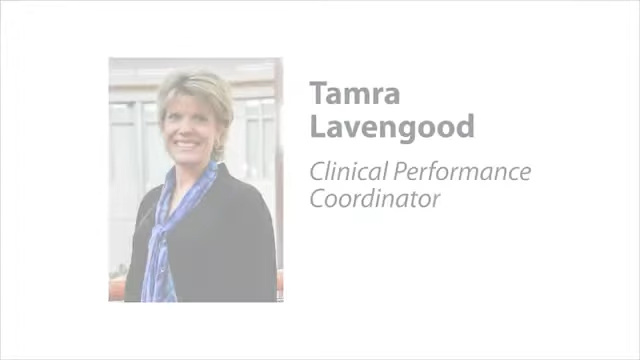 Tamra
Lavengood
Clinical Performance
Coordinator